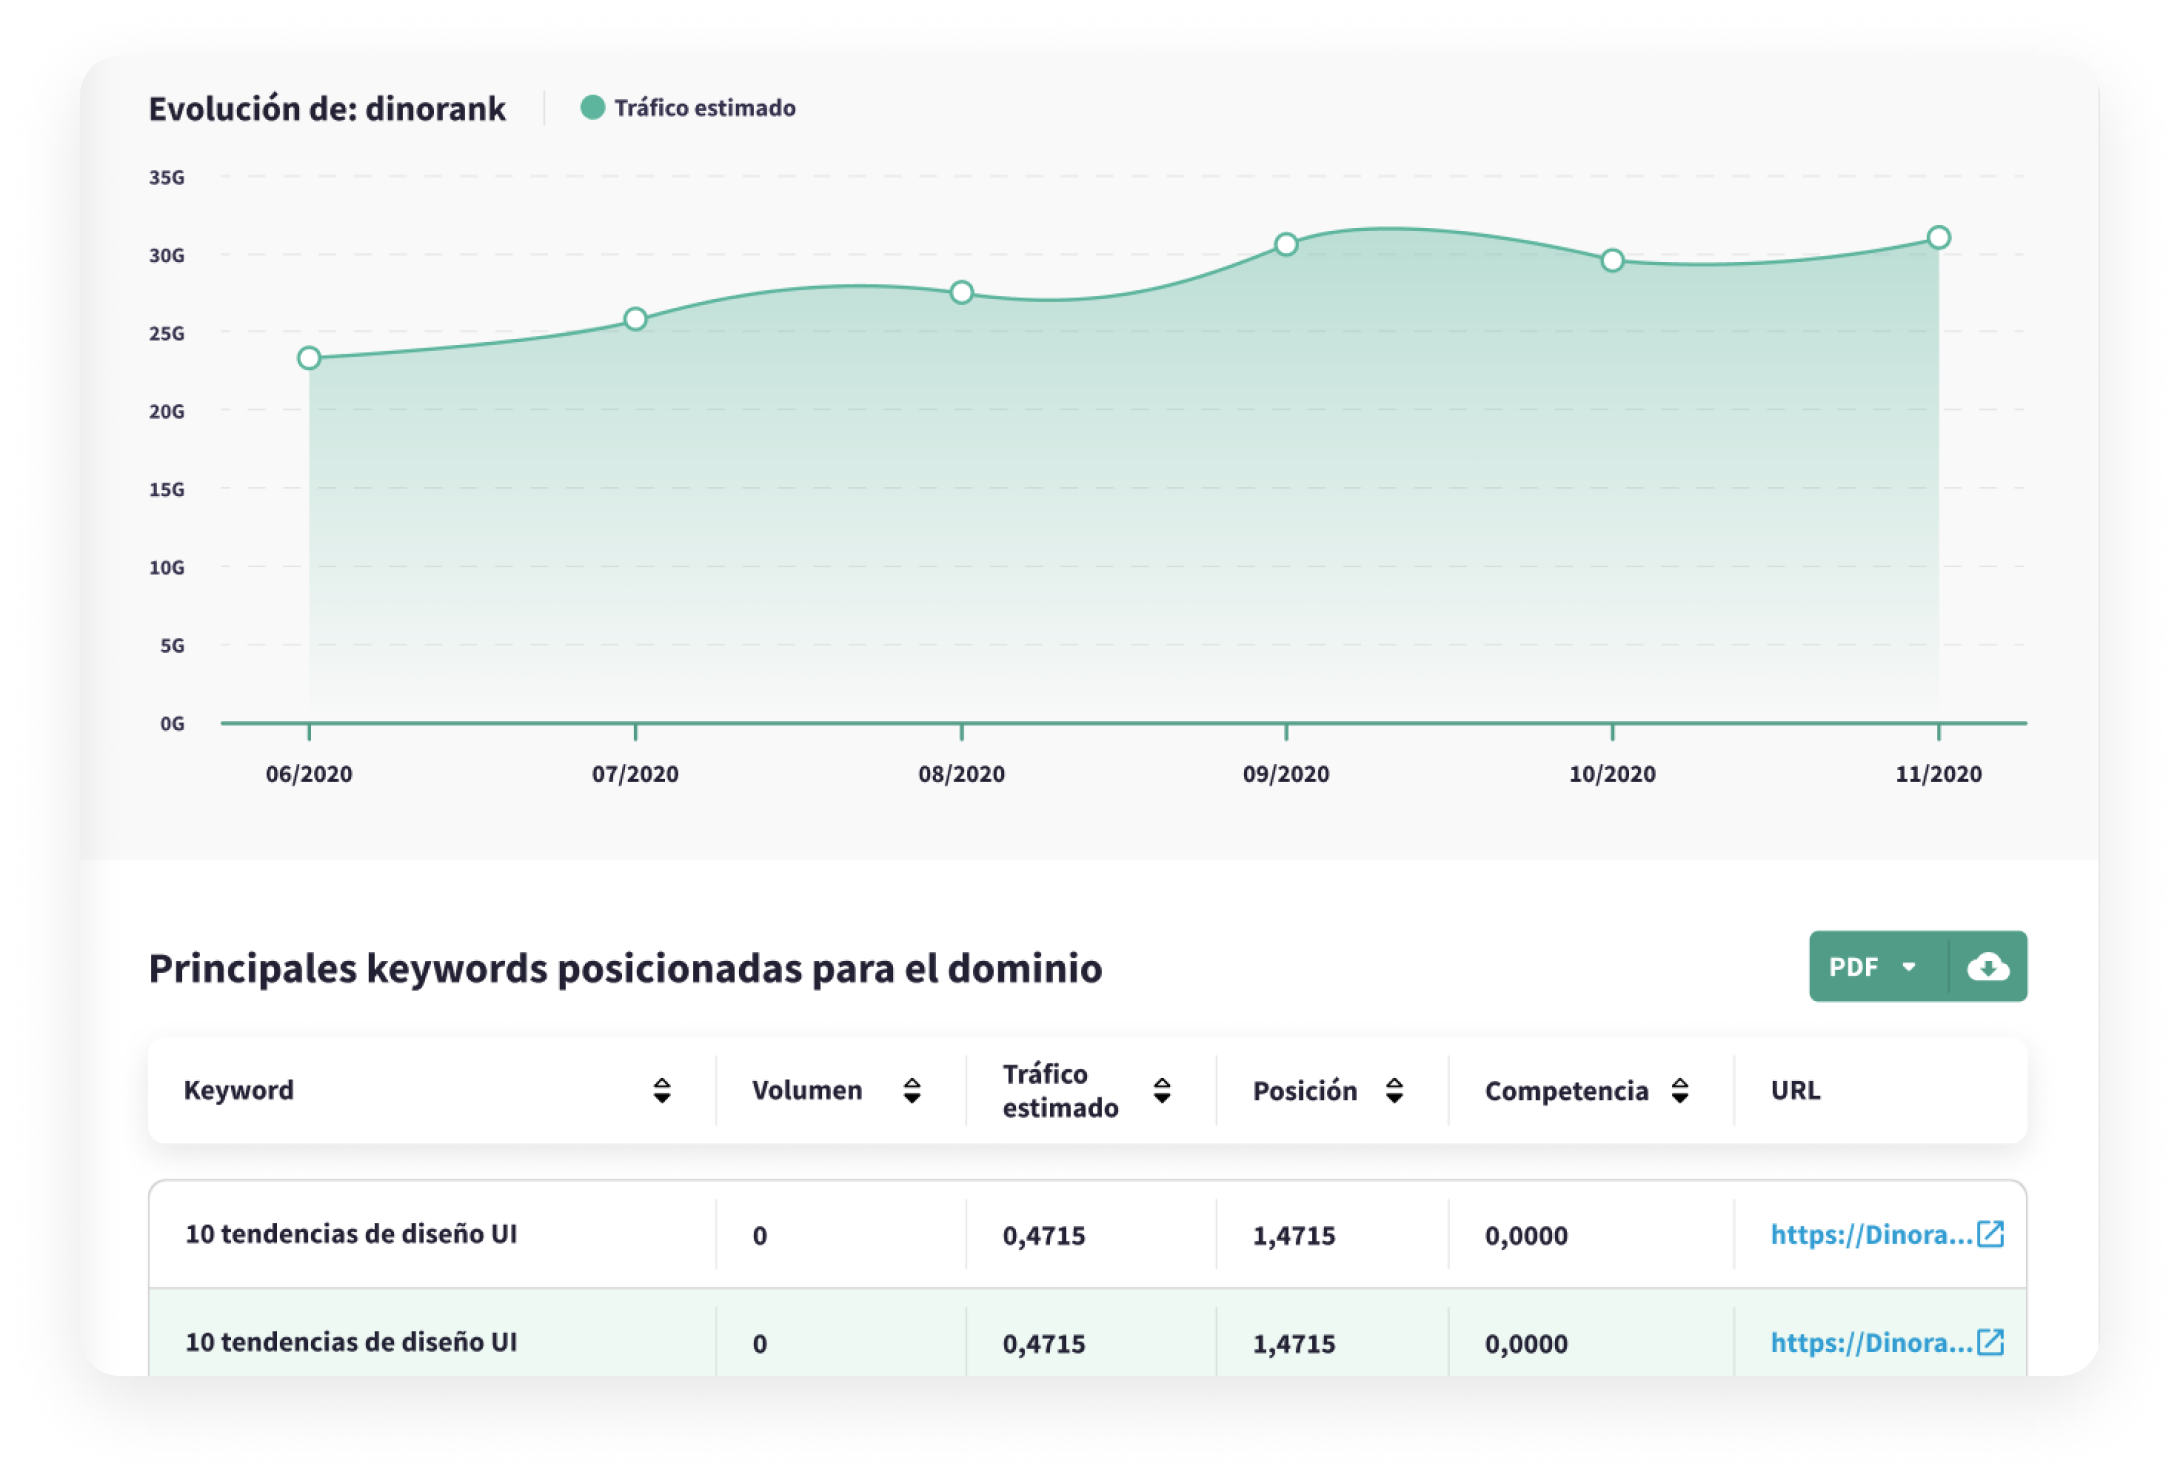 Evolución de: dinorank
Tráfico estimado
35G
30G
25G
20G
15G
10G
5G
0G
06/2020 07/2020 08/2020 09/2020 10/2020 11/2020
Principales keywords posicionadas para el dominio
PDF
Keyword Volumen Tráfico estimado Posición Competencia URL
10 tendencias de diseño UI 0 0,4715 1,4715 0,0000 https://Dinora...
10 tendencias de diseño UI 0 0,4715 1,4715 0,0000 https://Dinora...